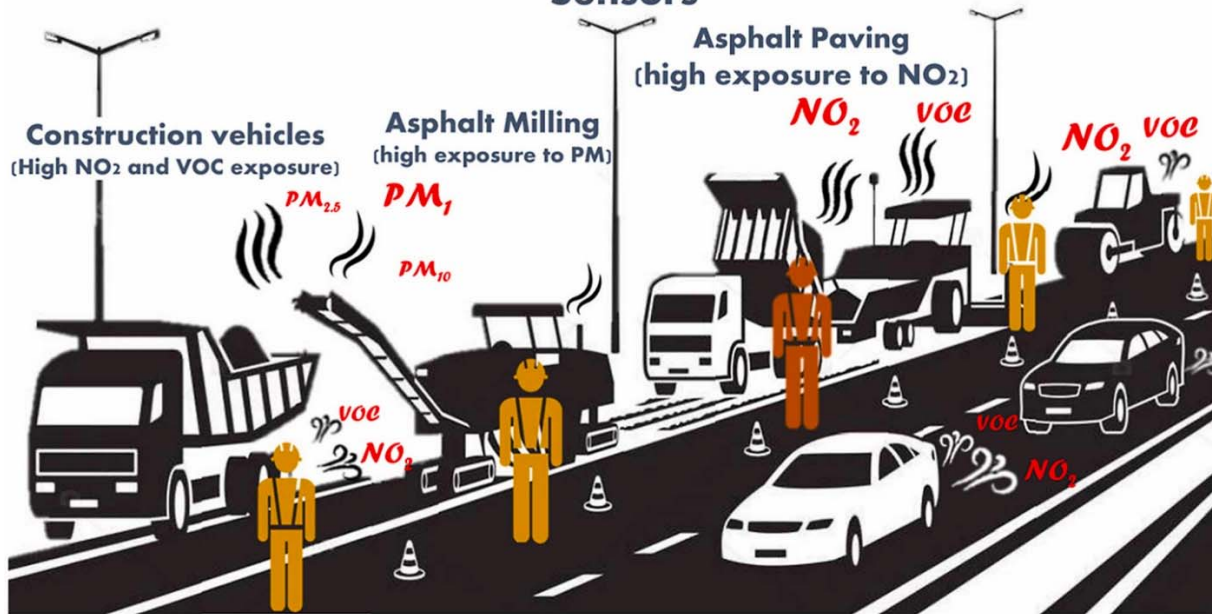 Asphalt Paving
(high exposure to NO2)
NO2 VOC
NO2 VOC
Construction vehicles
(High NO2 and VOC exposure)
Asphalt Milling
(high exposure to PM)
PM2.5
PM1
PM10
VOC
NO2
VOC
NO2